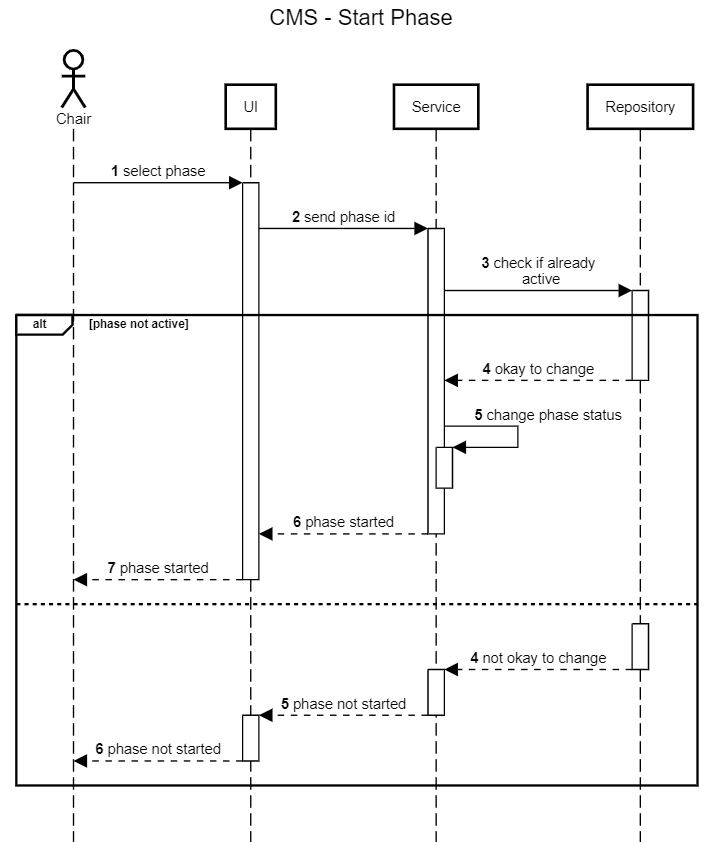 CMS - Start Phase
Chair
UI
Service
Repository
1 select phase
2 send phase id
3 check if already
active
alt
[phase not active]
4 okay to change
5 change phase status
6 phase started
7 phase started
4 not okay to change
5 phase not started
6 phase not started